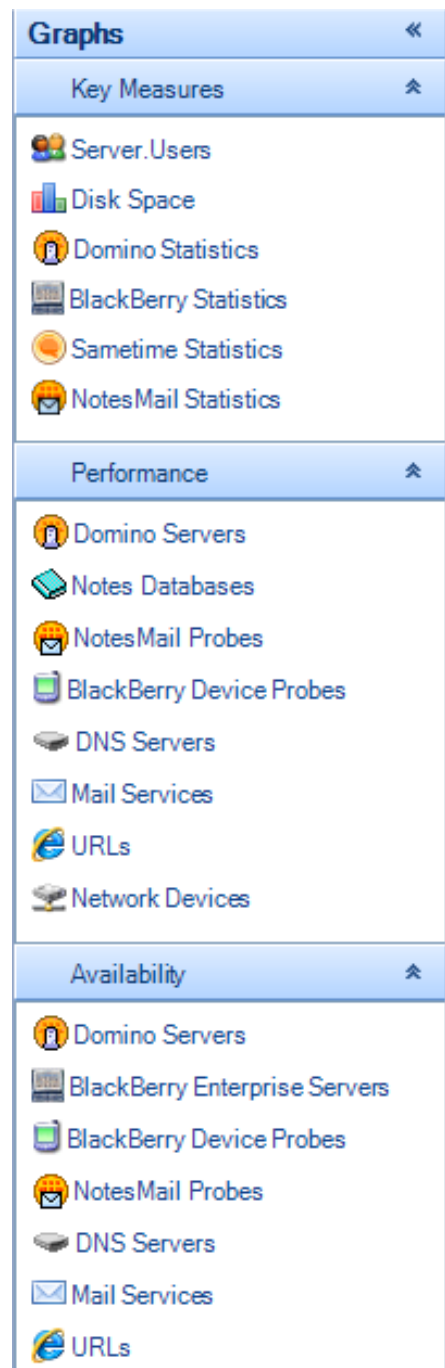 Graphs
Key Measures
Server.Users
Disk Space
Domino Statistics
BlackBerry Statistics
Sametime Statistics
NotesMail Statistics
Performance
Domino Servers
Notes Databases
NotesMail Probes
BlackBerry Device Probes
DNS Servers
Mail Services
URLs
Network Devices
Availability
Domino Servers
BlackBerry Enterprise Servers
BlackBerry Device Probes
NotesMail Probes
DNS Servers
Mail Services
URLs